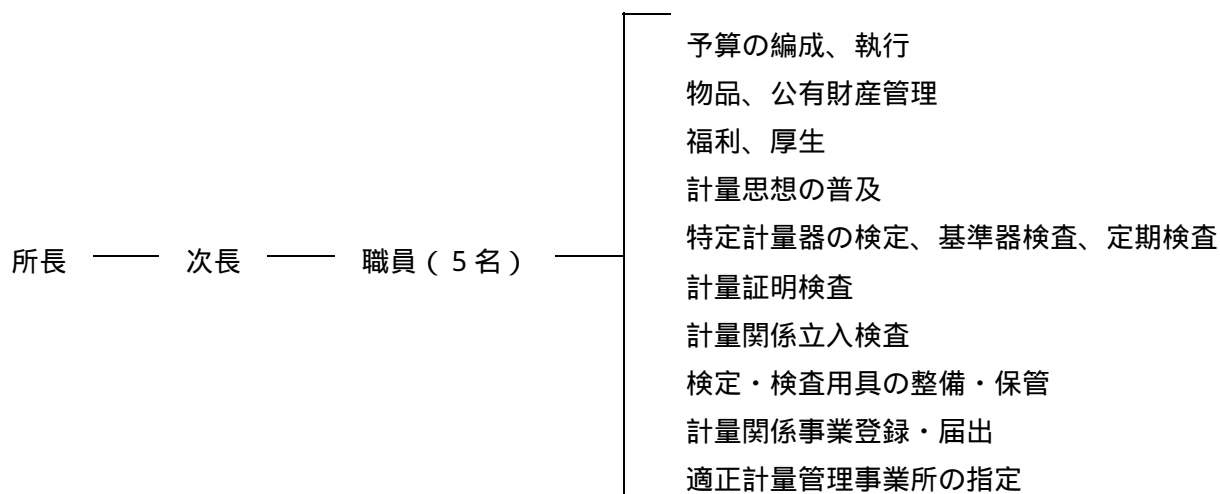 予算の編成、執行
物品、公有財産管理
福利、厚生
計量思想の普及
特定計量器の検定、基準器検査、定期検査
所長 次長 職員（５名）
計量証明検査
計量関係立入検査
検定・検査用具の整備・保管
計量関係事業登録・届出
適正計量管理事業所の指定